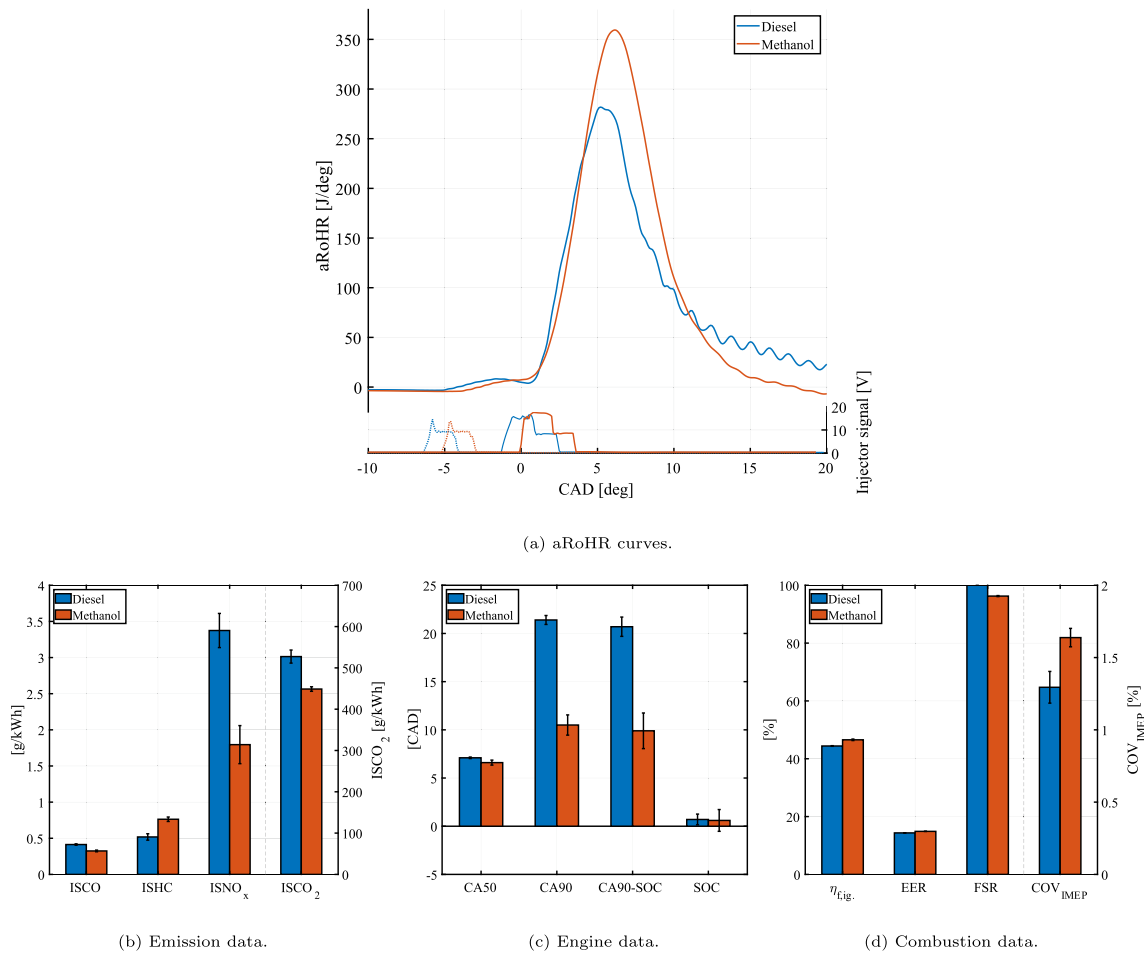 350
300
250
200
150
100
50
0
aRoHR [J/deg]
Diesel
Methanol
20
10
0
Injector signal [V]
-10 -5 0 5 10 15 20
CAD [deg]
(a) aRoHR curves.
4
3.5
3
2.5
2
1.5
1
0.5
0
[g/kWh]
Diesel
Methanol
700
600
500
400
300
200
100
0
ISCO2 [g/kWh]
ISCO ISHC ISNOx ISCO2
(b) Emission data.
25
20
15
10
5
0
-5
[CAD]
Diesel
Methanol
CA50 CA90 CA90-SOC SOC
(c) Engine data.
100
80
60
40
20
0
[%]
Diesel
Methanol
2
1.5
1
0.5
0
COVIMEP [%]
ηf,ig. EER FSR COVIMEP
(d) Combustion data.